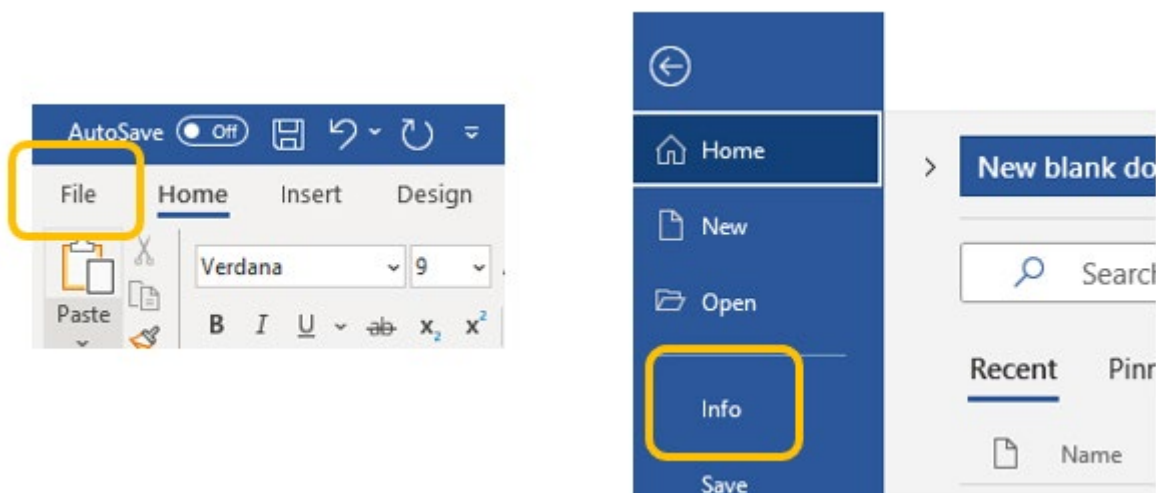 AutoSave Off
File Home Insert Design
Verdana 9
Paste
B I U ab x₂ x²
Home
New
Open
Info
Save
New blank do
Search
Recent Pinn
Name